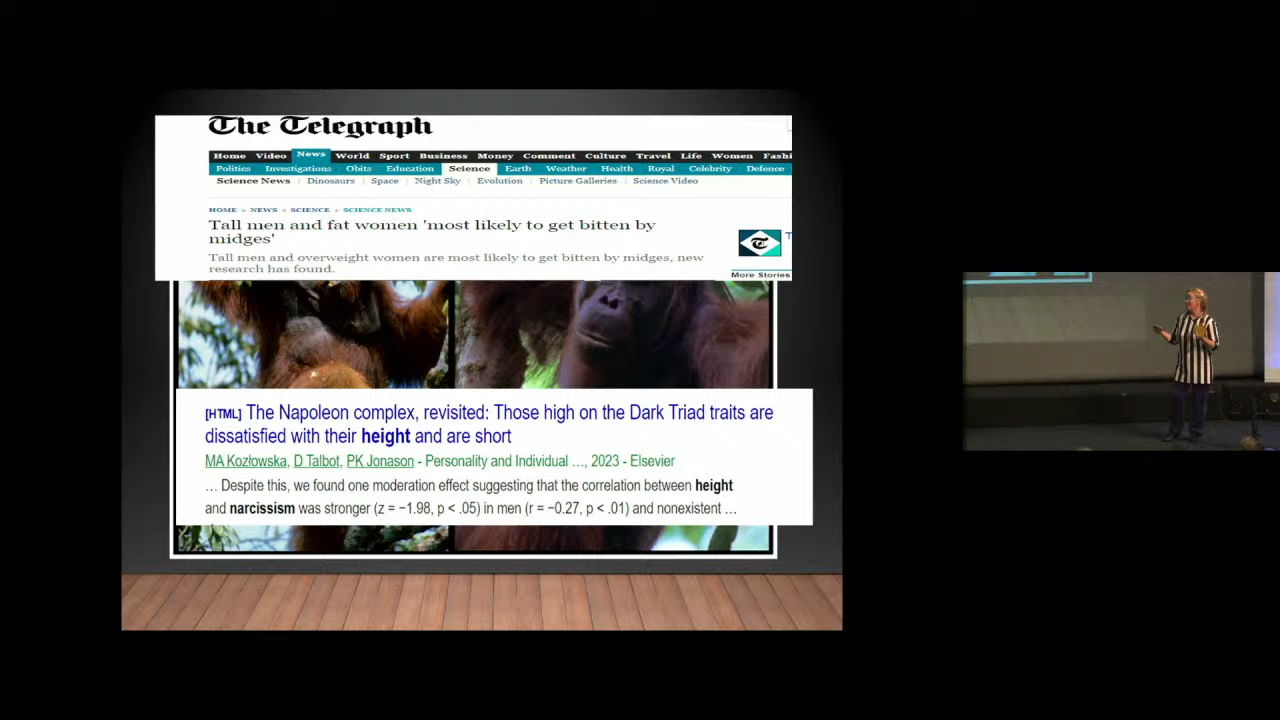 The Telegraph
Home Video News World Sport Business Money Comment Culture Travel Life Women Fashi
Politics Investigations Obits Education Science Earth Weather Health Royal Celebrity Defence
Science News Dinosaurs Space Night Sky Evolution Picture Galleries Science Video
HOME » NEWS » SCIENCE » SCIENCE NEWS
Tall men and fat women 'most likely to get bitten by
midges'
Tall men and overweight women are most likely to get bitten by midges, new
research has found.
More Stories
[HTML] The Napoleon complex, revisited: Those high on the Dark Triad traits are
dissatisfied with their height and are short
MA Kozłowska, D Talbot, PK Jonason - Personality and Individual …, 2023 - Elsevier
… Despite this, we found one moderation effect suggesting that the correlation between height
and narcissism was stronger (z = −1.98, p < .05) in men (r = −0.27, p < .01) and nonexistent …